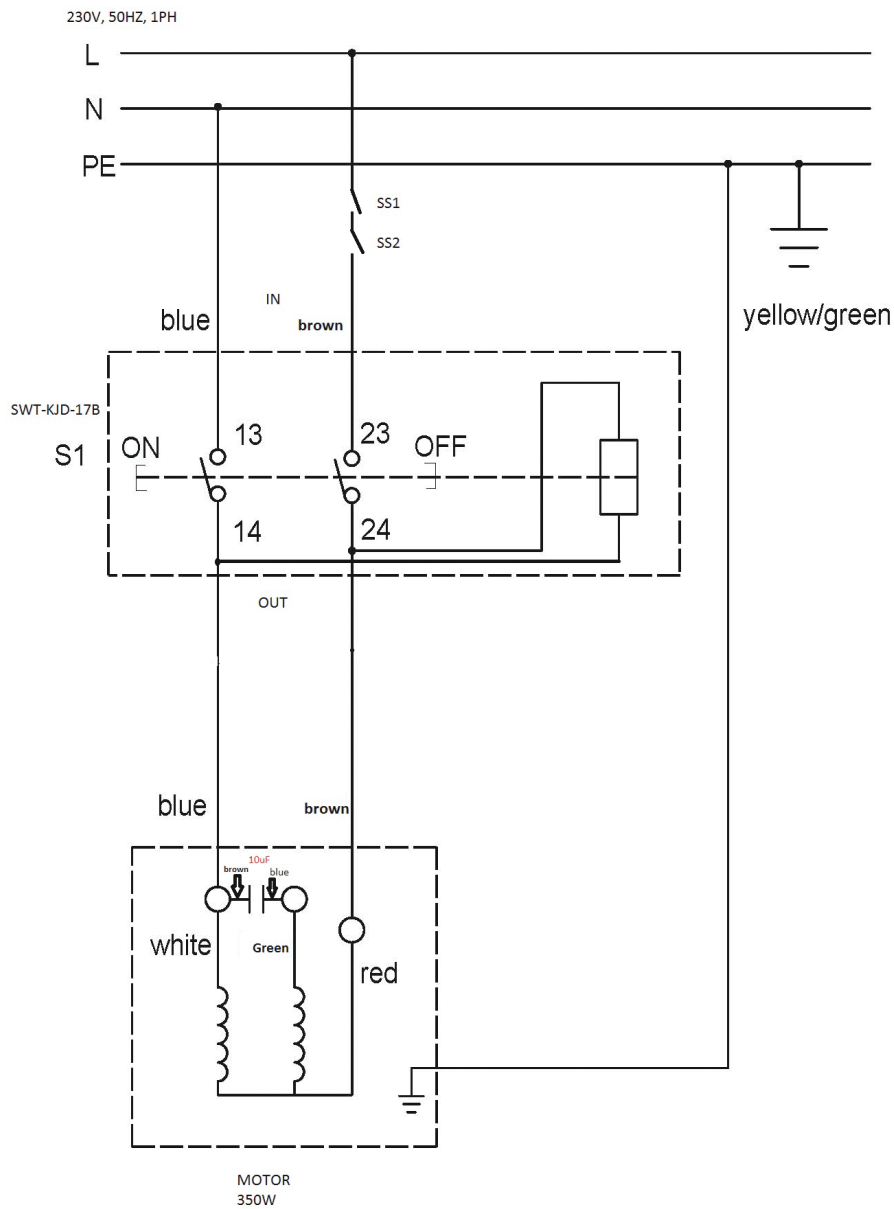 230V, 50HZ, 1PH
L
N
PE
SS1
SS2
IN
blue
brown
yellow/green
SWT-KJD-17B
S1
ON
13
23
OFF
14
24
OUT
blue
brown
10uF
brown
blue
white
Green
red
MOTOR
350W